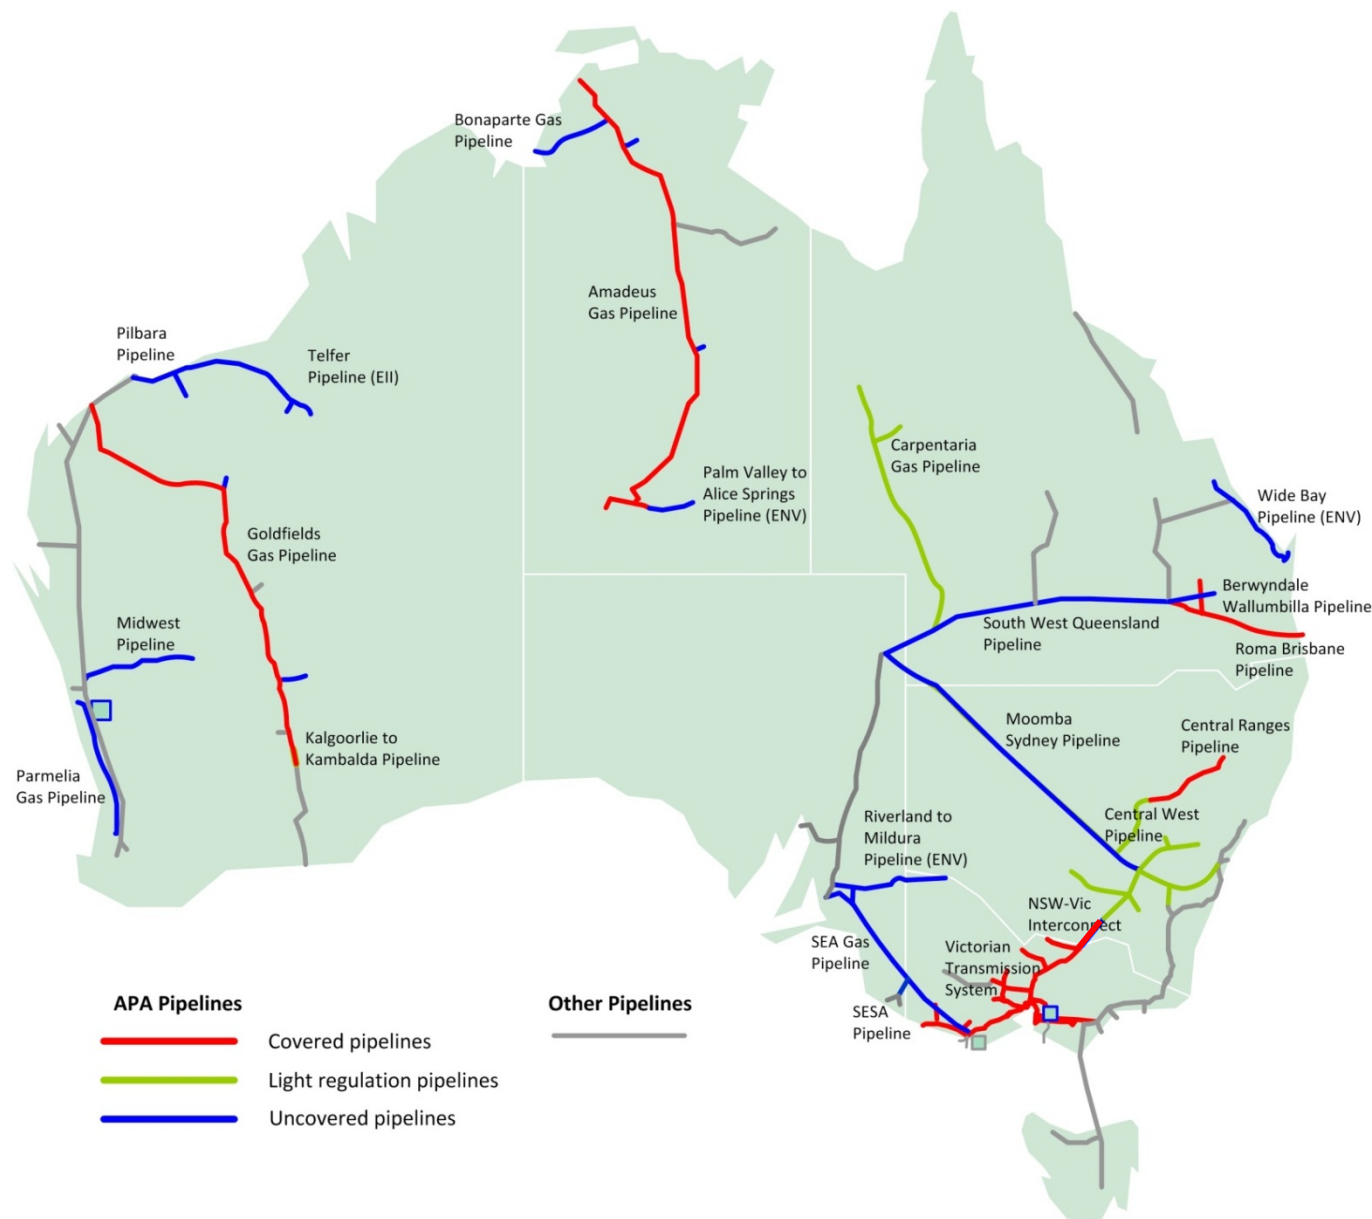 Bonaparte Gas
Pipeline
Amadeus
Gas Pipeline
Pilbara
Pipeline
Telfer
Pipeline (EII)
Carpentaria
Gas Pipeline
Palm Valley to
Alice Springs
Pipeline (ENV)
Wide Bay
Pipeline (ENV)
Goldfields
Gas Pipeline
Berwyndale
Wallumbilla Pipeline
Midwest
Pipeline
South West Queensland
Pipeline
Roma Brisbane
Pipeline
Moomba
Sydney Pipeline
Central Ranges
Pipeline
Kalgoorlie to
Kambalda Pipeline
Parmelia
Gas Pipeline
Central West
Pipeline
Riverland to
Mildura
Pipeline (ENV)
NSW-Vic
Interconnect
SEA Gas
Pipeline
Victorian
Transmission
System
SESA
Pipeline
APA Pipelines
Covered pipelines
Light regulation pipelines
Uncovered pipelines
Other Pipelines